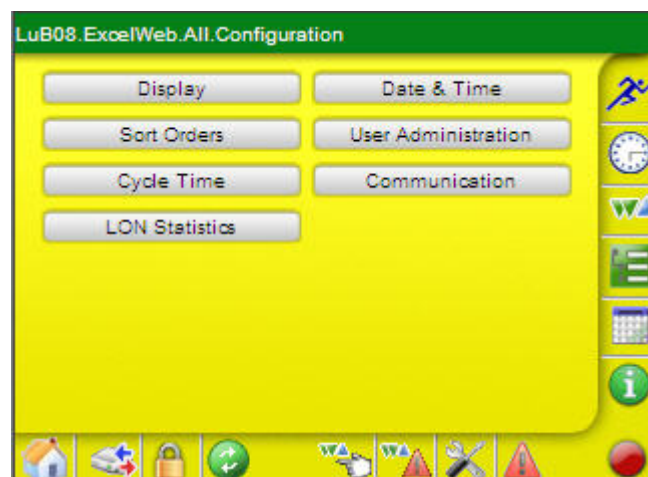 LuB08.ExcelWeb.All.Configuration
Display
Date & Time
Sort Orders
User Administration
Cycle Time
Communication
LON Statistics